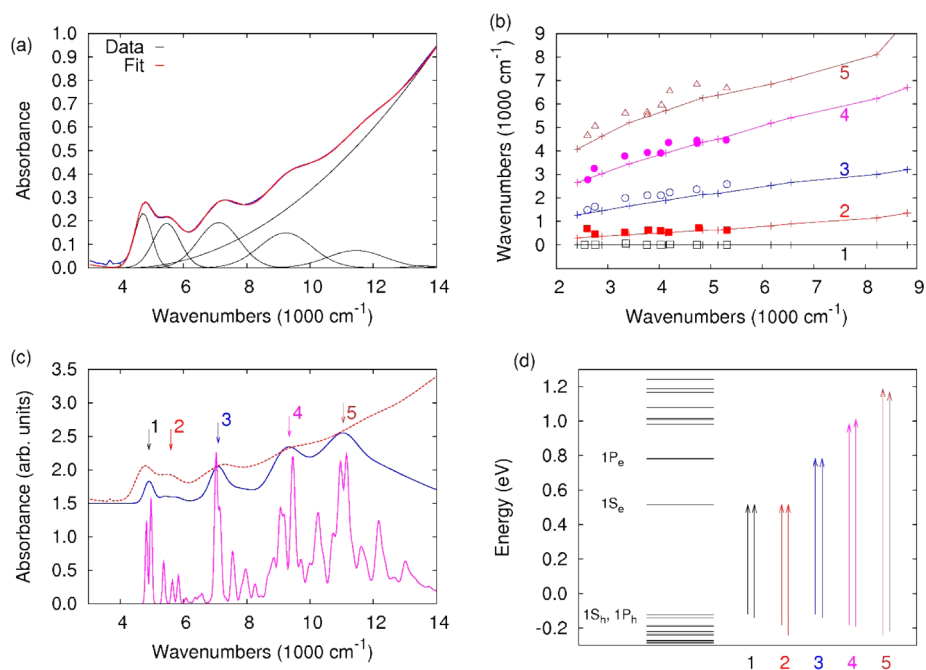 (a)
Data
Fit
Absorbance
1.0
0.9
0.8
0.7
0.6
0.5
0.4
0.3
0.2
0.1
0.0
4 6 8 10 12 14
Wavenumbers (1000 cm⁻¹)
(b)
Wavenumbers (1000 cm⁻¹)
9
8
7
6
5
4
3
2
1
0
5
4
3
2
1
2 3 4 5 6 7 8 9
Wavenumbers (1000 cm⁻¹)
(c)
Absorbance (arb. units)
3.5
3.0
2.5
2.0
1.5
1.0
0.5
0.0
1 2 3 4 5
4 6 8 10 12 14
Wavenumbers (1000 cm⁻¹)
(d)
Energy (eV)
1.2
1.0
0.8
0.6
0.4
0.2
0.0
-0.2
1Pₑ
1Sₑ
1Sₕ, 1Pₕ
1 2 3 4 5